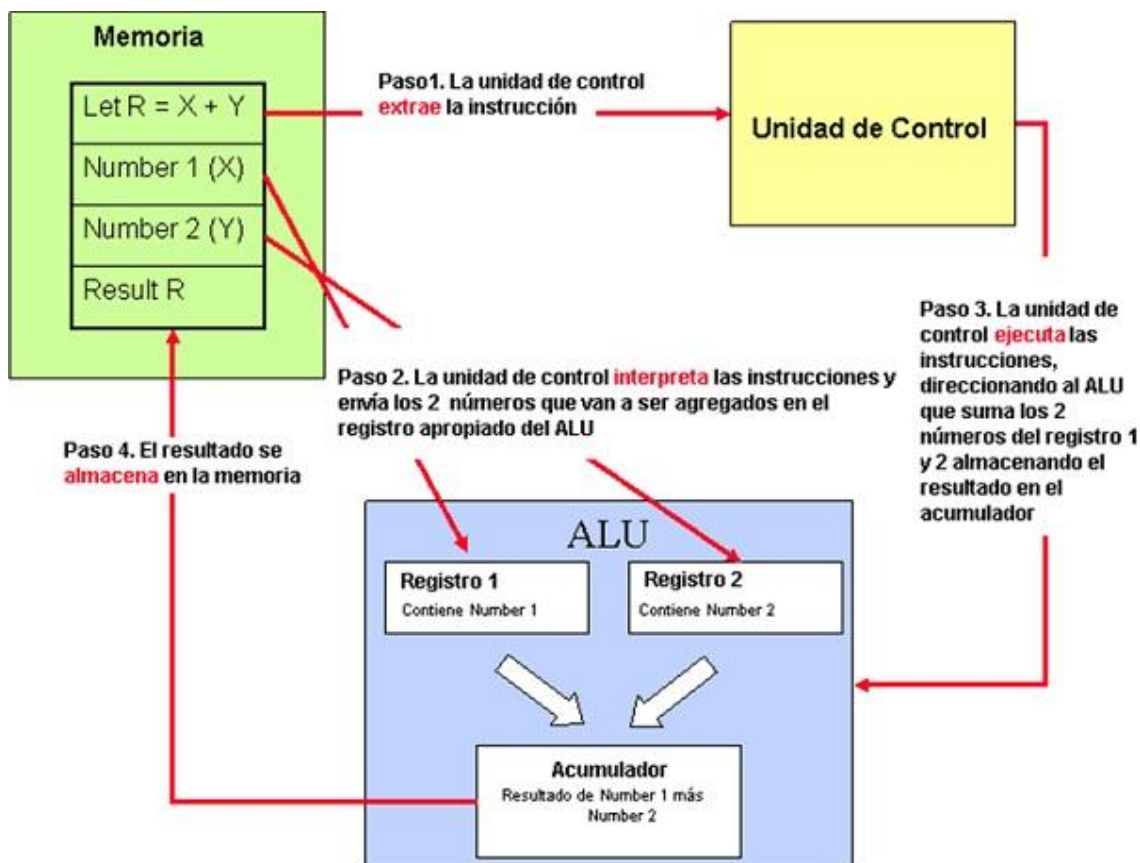 Memoria
Let R = X + Y
Number 1 (X)
Number 2 (Y)
Result R
Paso1. La unidad de control
extrae la instrucción
Unidad de Control
Paso 2. La unidad de control interpreta las instrucciones y
envía los 2 números que van a ser agregados en el
registro apropiado del ALU
Paso 3. La unidad de
control ejecuta las
instrucciones,
direccionando al ALU
que suma los 2
números del registro 1
y 2 almacenando el
resultado en el
acumulador
Paso 4. El resultado se
almacena en la memoria
ALU
Registro 1
Contiene Number 1
Registro 2
Contiene Number 2
Acumulador
Resultado de Number 1 más
Number 2